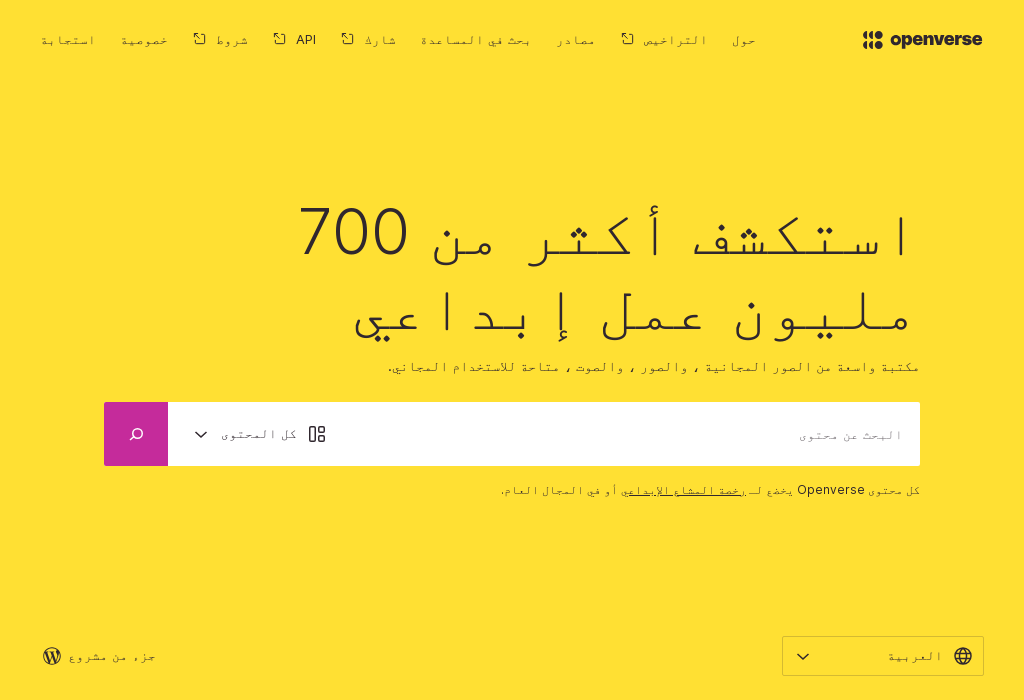 openverse
حول
التراخيص
مصادر
بحث في المساعدة
شارك
API
شروط
خصوصية
استجابة
استكشف أكثر من 700
مليون عمل إبداعي
مكتبة واسعة من الصور المجانية ، والصور ، والصوت ، متاحة للاستخدام المجاني.
البحث عن محتوى
كل المحتوى
كل محتوى Openverse يخضع لـ رخصة المشاع الإبداعي أو في المجال العام.
العربية
جزء من مشروع